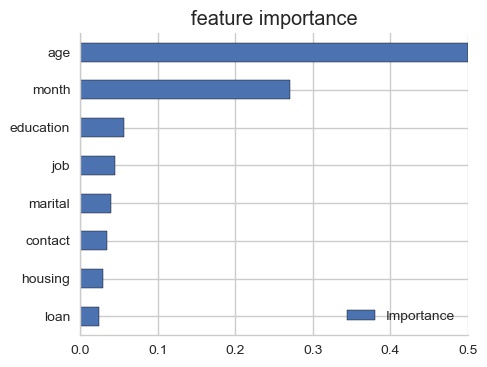 feature importance
age
month
education
job
marital
contact
housing
loan
Importance
0.0 0.1 0.2 0.3 0.4 0.5